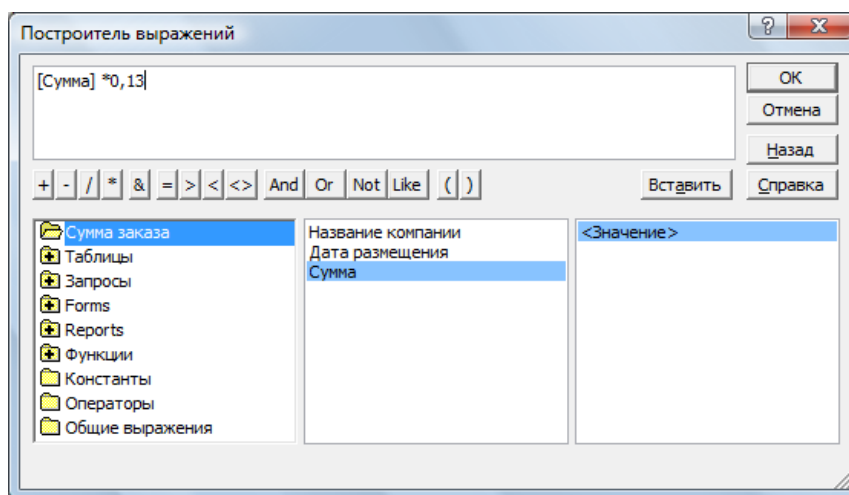 Построитель выражений
[Сумма] *0,13
OK
Отмена
Назад
+ - / * & = > < <> And Or Not Like ( ) Вставить Справка
Сумма заказа
Таблицы
Запросы
Forms
Reports
Функции
Константы
Операторы
Общие выражения
Название компании
Дата размещения
Сумма
<Значение>